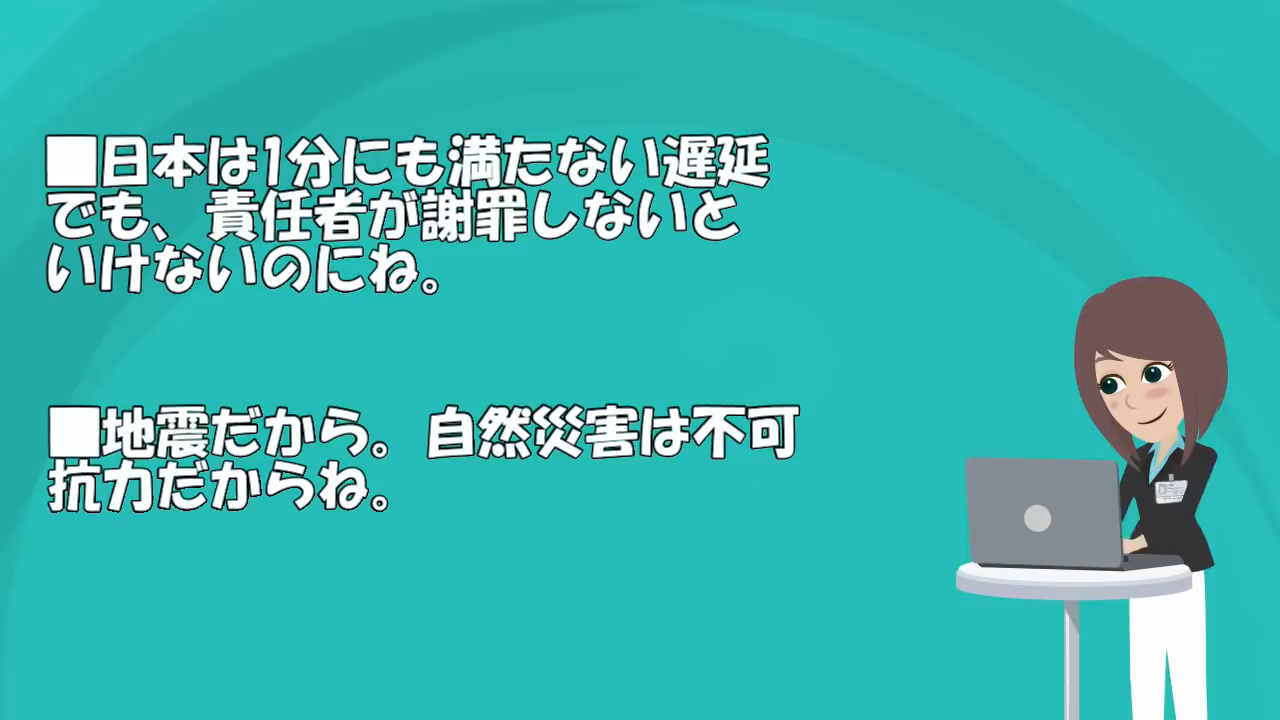 ■日本は1分にも満たない遅延
でも、責任者が謝罪しないと
いけないのにね。
■地震だから。自然災害は不可
抗力だからね。